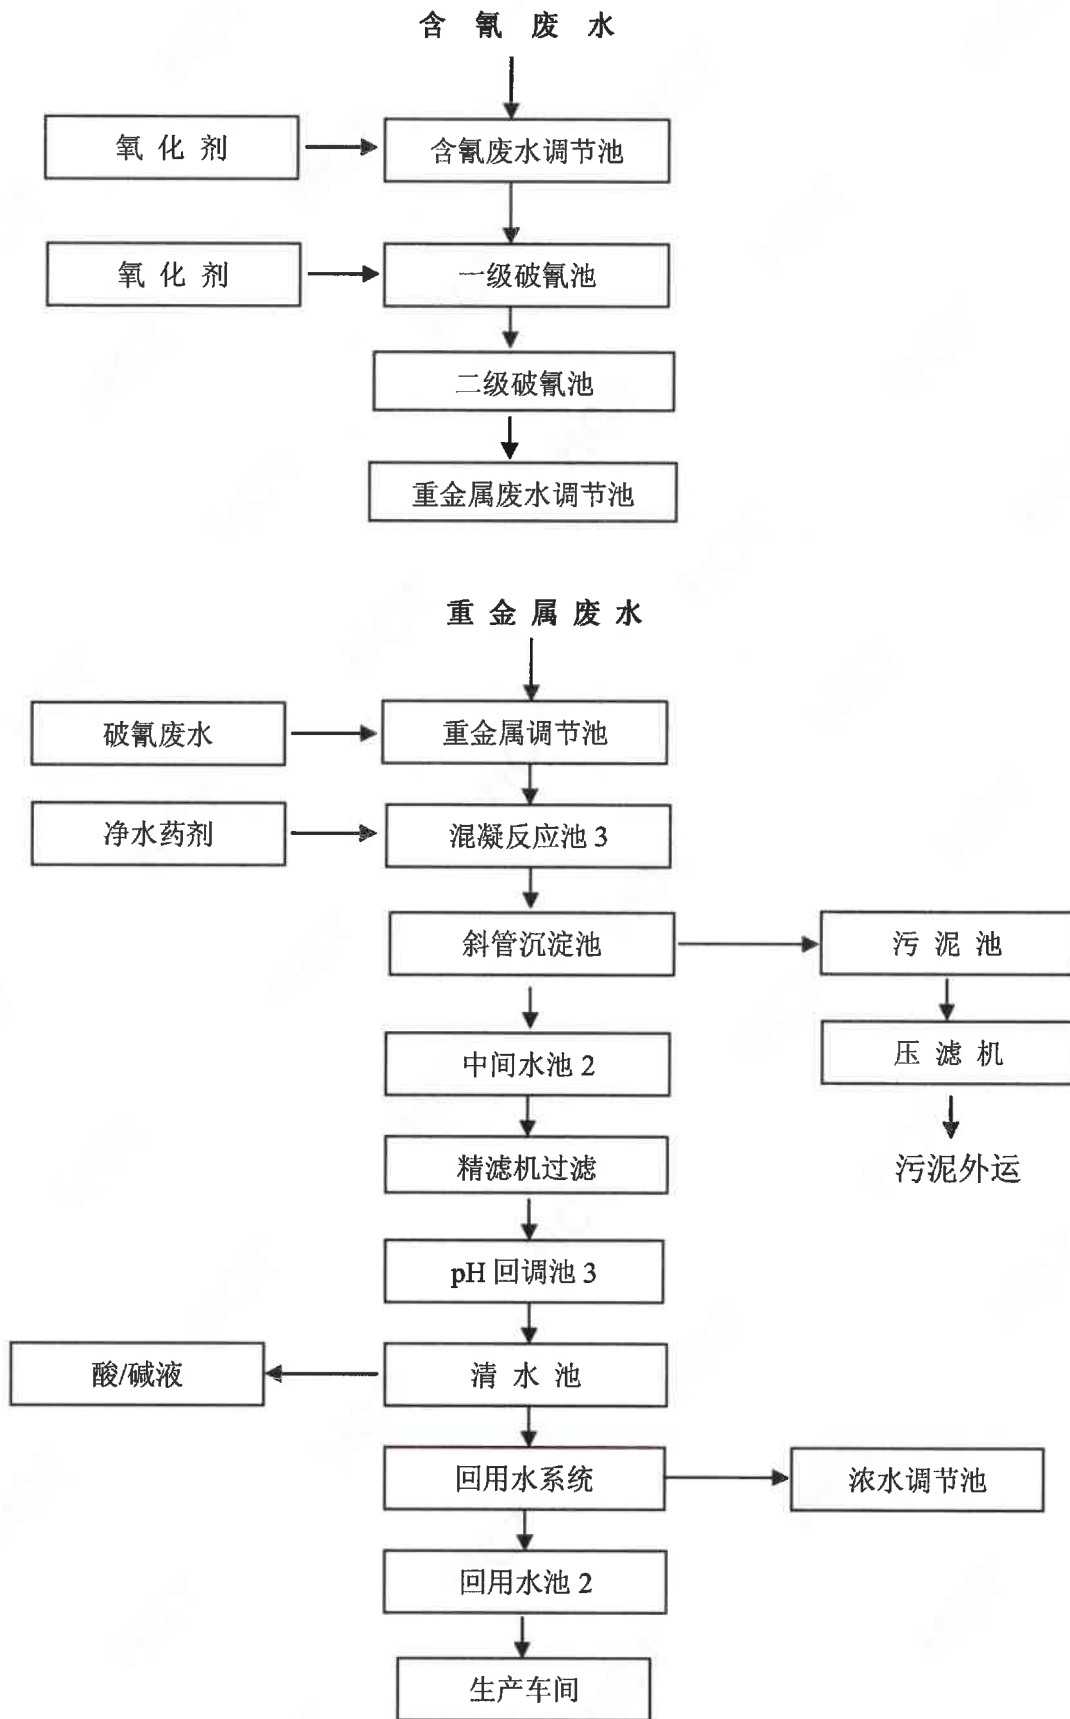 含 氰 废 水
氧 化 剂
含氰废水调节池
氧 化 剂
一级破氰池
二级破氰池
重金属废水调节池
重 金 属 废 水
破氰废水
重金属调节池
净水药剂
混凝反应池 3
斜管沉淀池
污 泥 池
中间水池 2
压 滤 机
精滤机过滤
污泥外运
pH 回调池 3
酸/碱液
清 水 池
回用水系统
浓水调节池
回用水池 2
生产车间